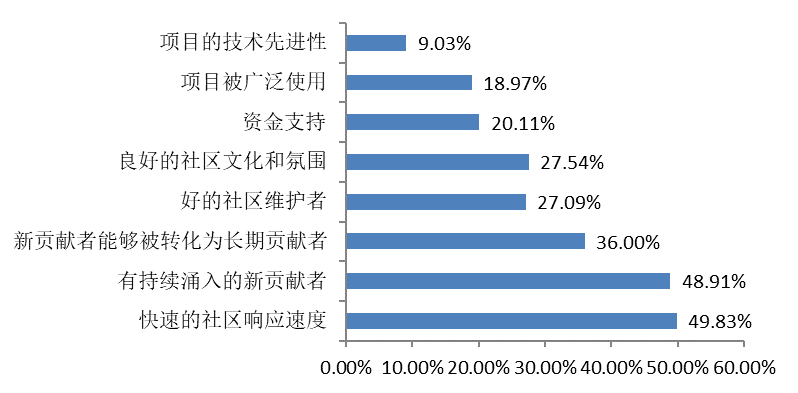 项目的技术先进性 9.03%
项目被广泛使用 18.97%
资金支持 20.11%
良好的社区文化和氛围 27.54%
好的社区维护者 27.09%
新贡献者能够被转化为长期贡献者 36.00%
有持续涌入的新贡献者 48.91%
快速的社区响应速度 49.83%
0.00% 10.00% 20.00% 30.00% 40.00% 50.00% 60.00%